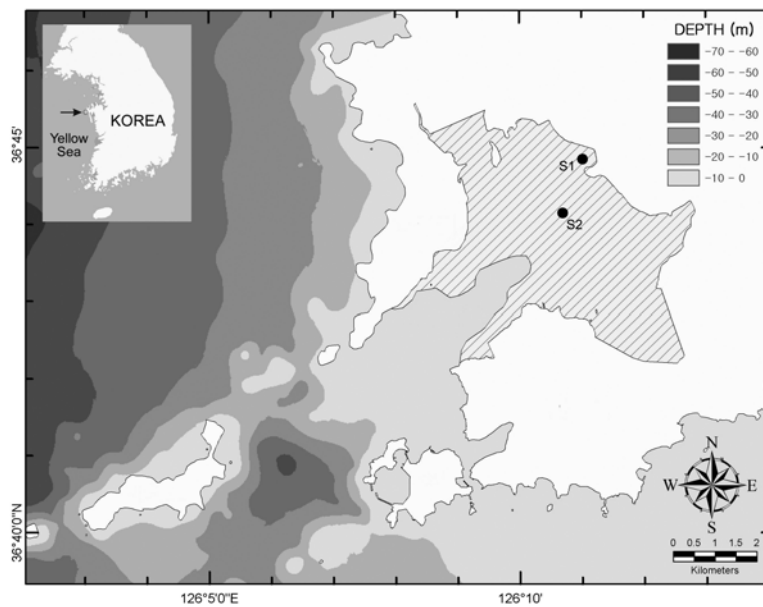 KOREA
Yellow
Sea
DEPTH (m)
-70 - -60
-60 - -50
-50 - -40
-40 - -30
-30 - -20
-20 - -10
-10 - 0
S1
S2
36°45'
36°40'0"N
N
W
E
S
0 0.5 1 1.5 2
Kilometers
126°5'0"E
126°10'